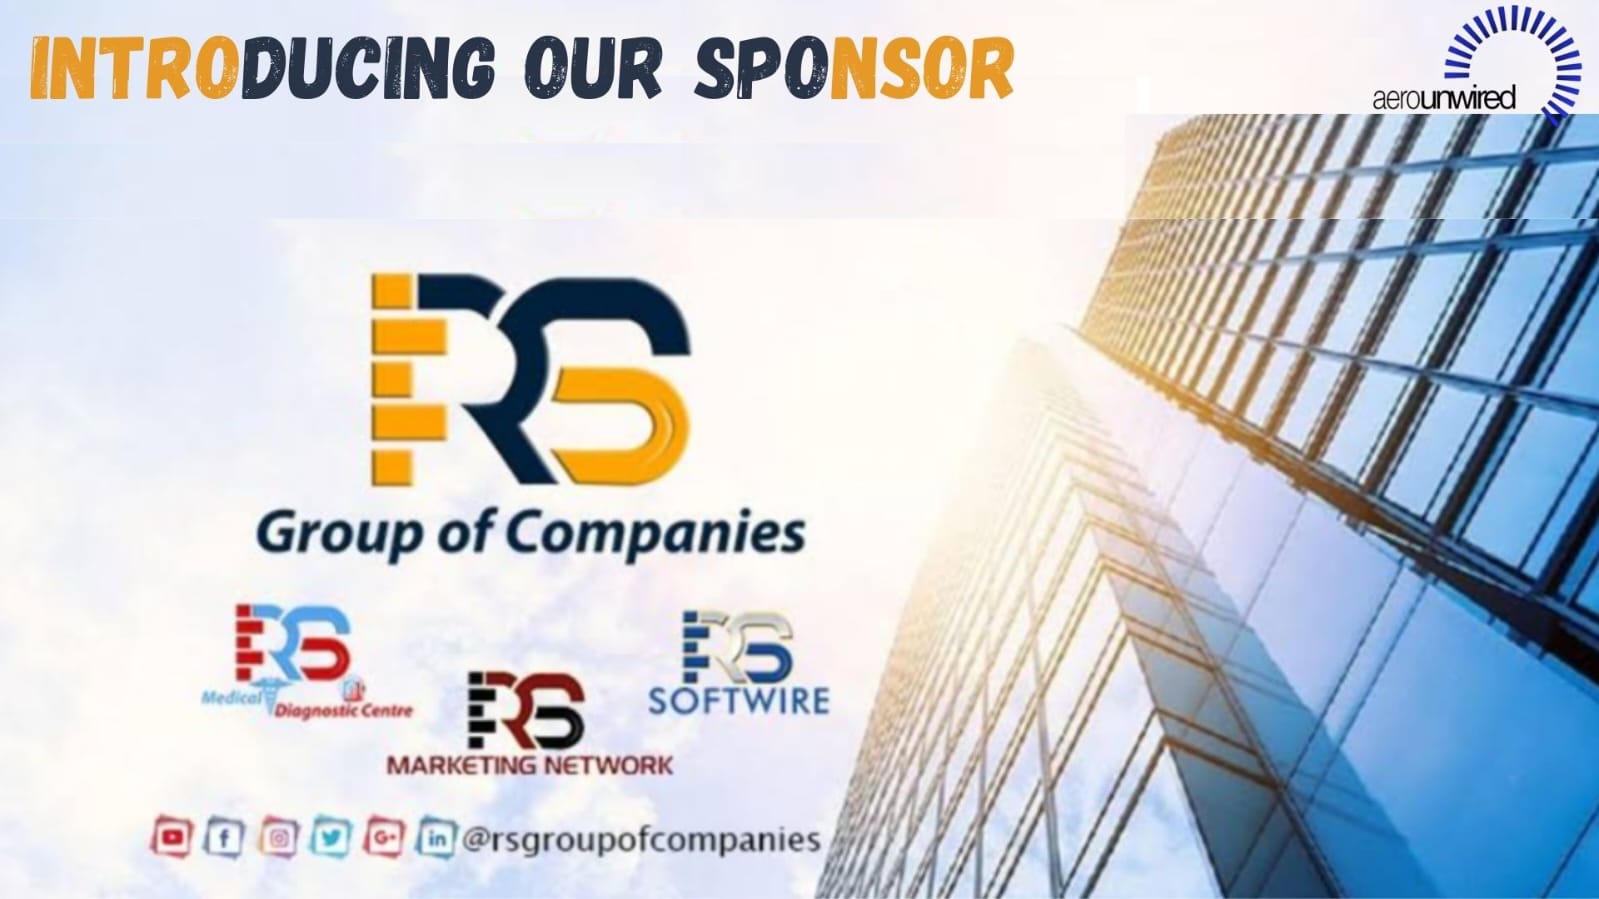 INTRODUCING OUR SPONSOR
aerounwired
RS
Group of Companies
RS
Medical Diagnostic Centre
RS
SOFTWIRE
RS
MARKETING NETWORK
@rsgroupofcompanies